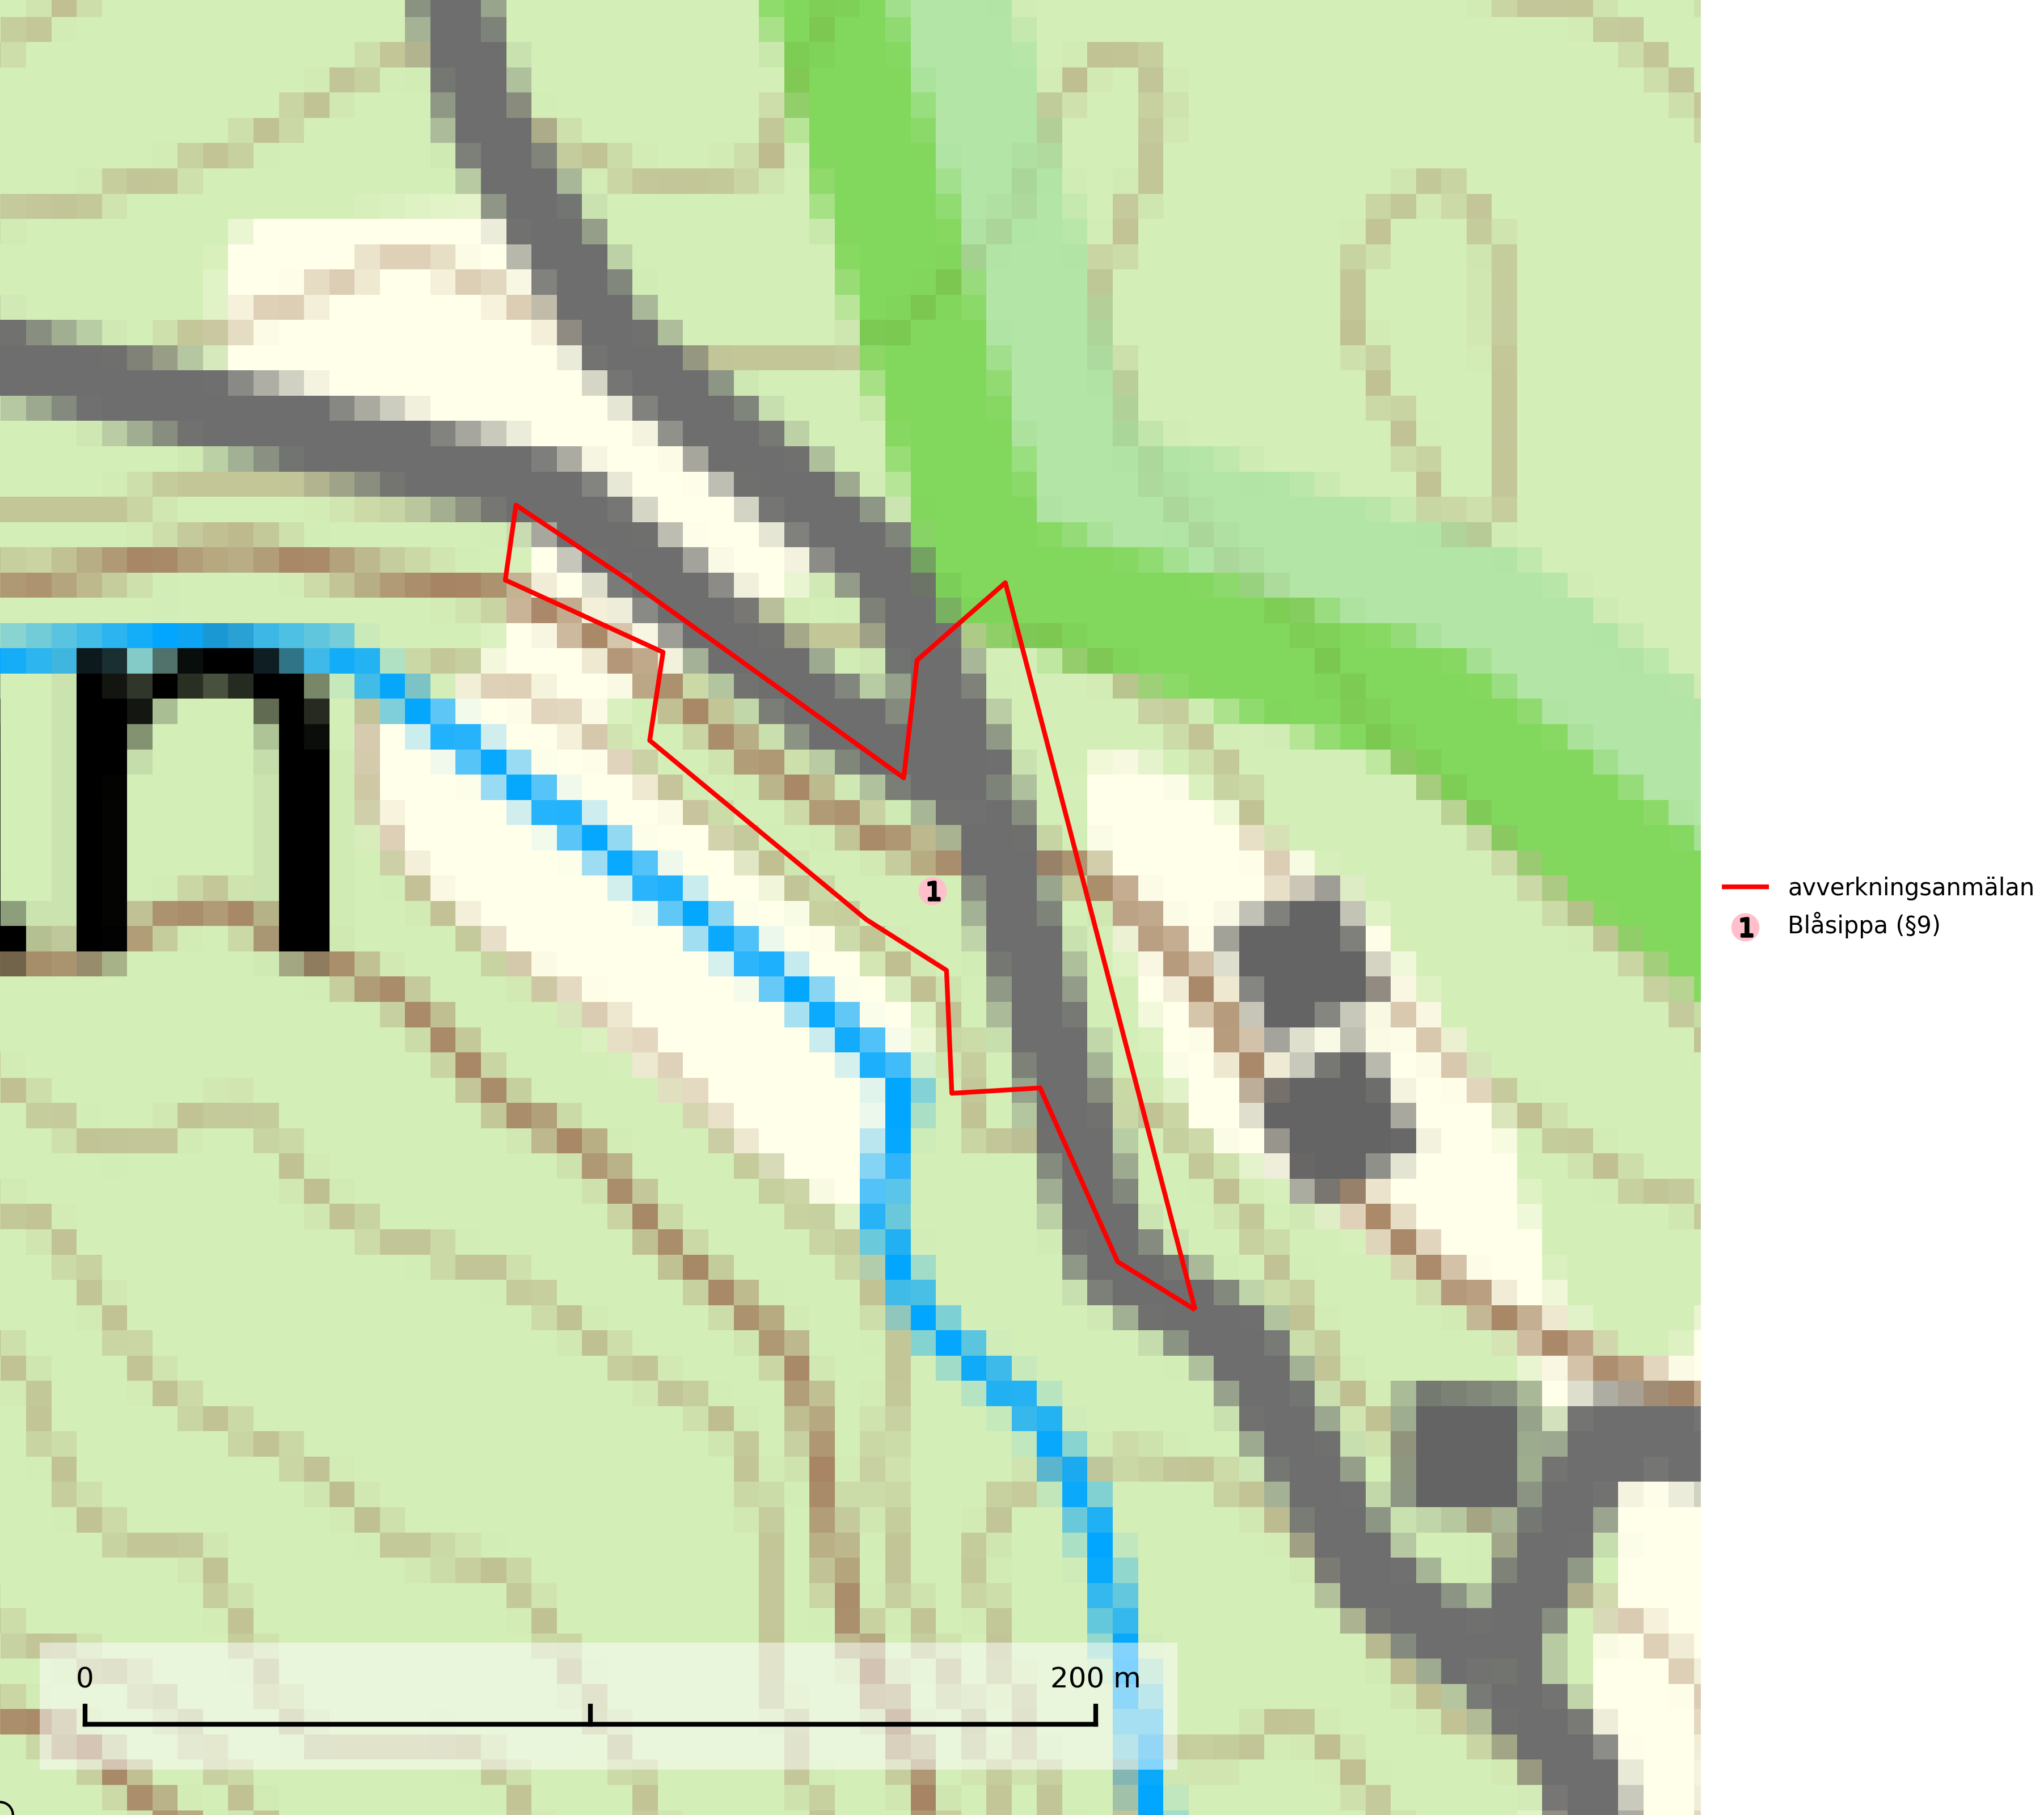 1
avverkningsanmälan
1 Blåsippa (§9)
0 200 m